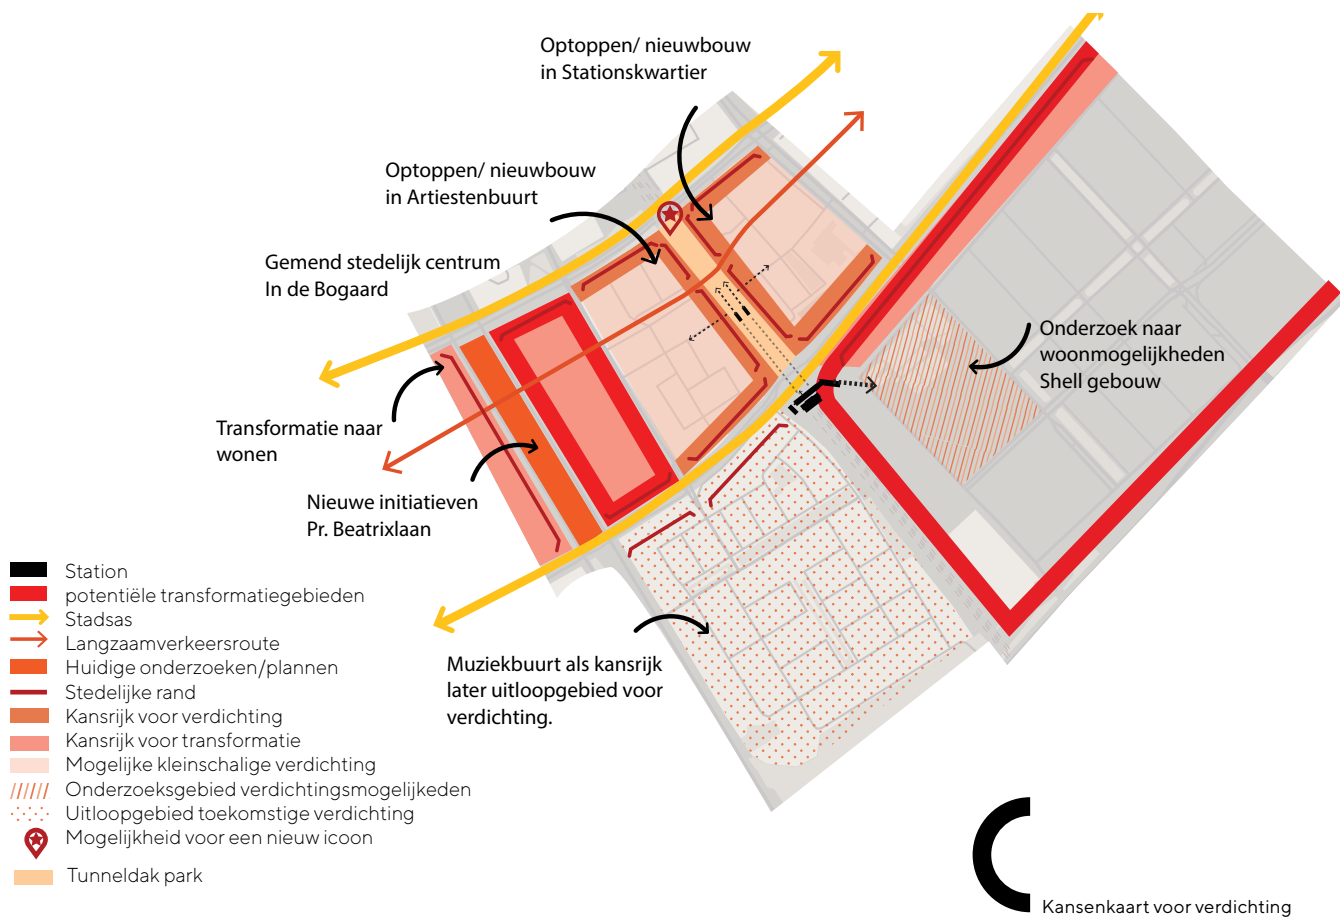 Optoppen/ nieuwbouw
in Stationskwartier
Optoppen/ nieuwbouw
in Artiestenbuurt
Gemend stedelijk centrum
In de Bogaard
Onderzoek naar
woonmogelijkheden
Shell gebouw
Transformatie naar
wonen
Nieuwe initiatieven
Pr. Beatrixlaan
Muziekbuurt als kansrijk
later uitloopgebied voor
verdichting.
Station
potentiële transformatiegebieden
Stadsas
Langzaamverkeersroute
Huidige onderzoeken/plannen
Stedelijke rand
Kansrijk voor verdichting
Kansrijk voor transformatie
Mogelijke kleinschalige verdichting
Onderzoeksgebied verdichtingsmogelijkeden
Uitloopgebied toekomstige verdichting
Mogelijkheid voor een nieuw icoon
Tunneldak park
Kansenkaart voor verdichting